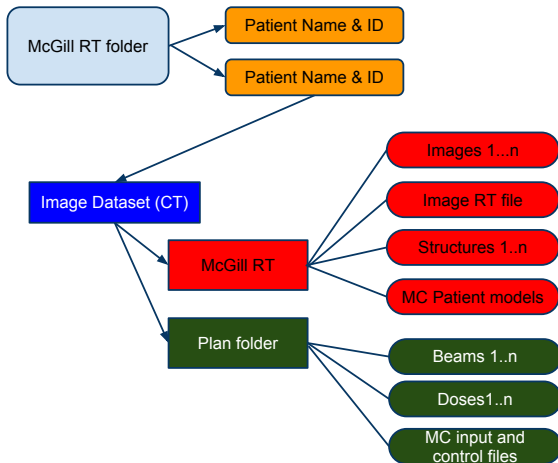 McGill RT folder
Patient Name & ID
Patient Name & ID
Image Dataset (CT)
McGill RT
Plan folder
Images 1...n
Image RT file
Structures 1..n
MC Patient models
Beams 1..n
Doses1..n
MC input and
control files